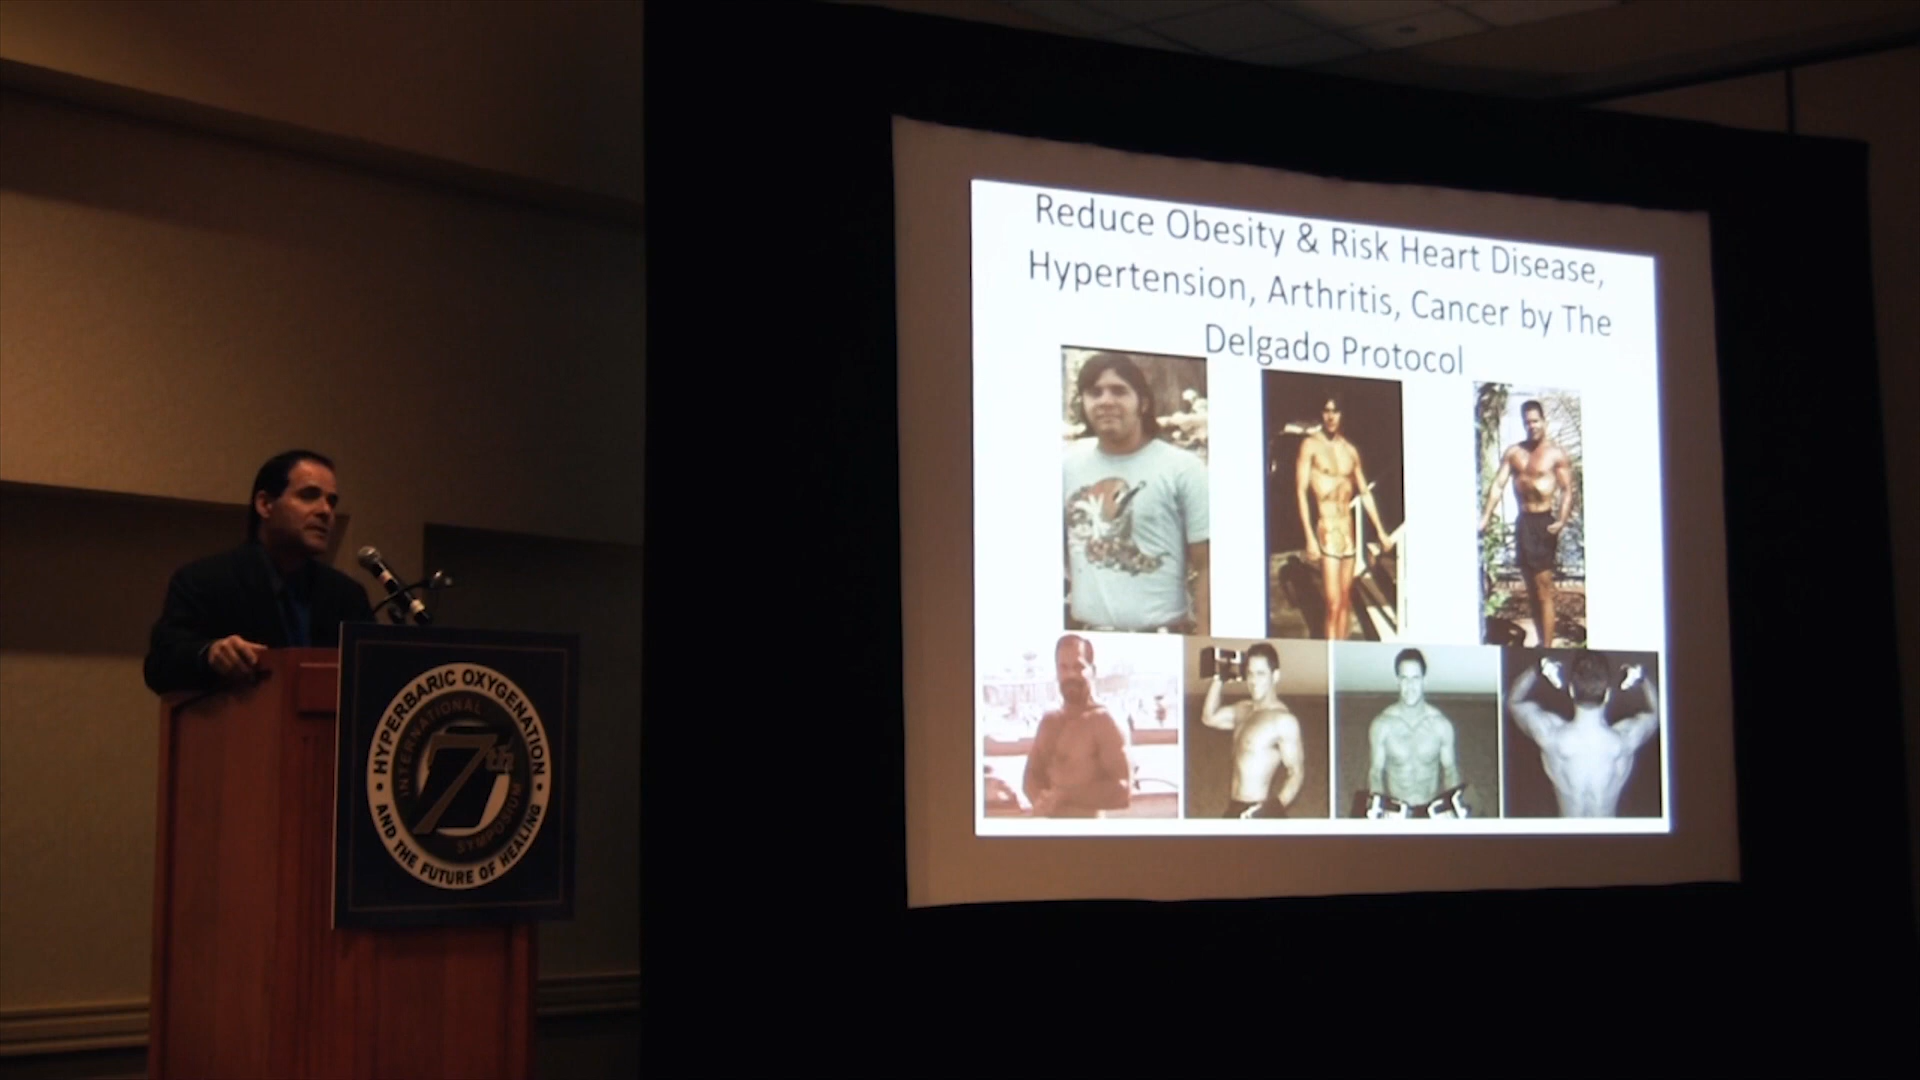 Reduce Obesity & Risk Heart Disease,
Hypertension, Arthritis, Cancer by The
Delgado Protocol
HYPERBARIC OXYGENATION
INTERNATIONAL
7th
SYMPOSIUM
AND THE FUTURE OF HEALING